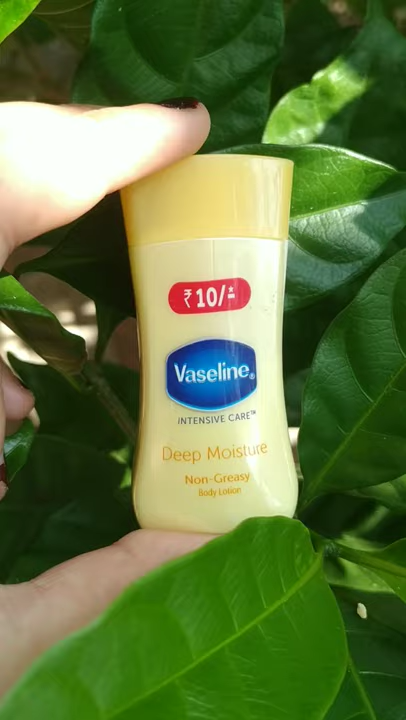 ₹10/-*
Vaseline®
INTENSIVE CARE™
Deep Moisture
Non-Greasy
Body Lotion